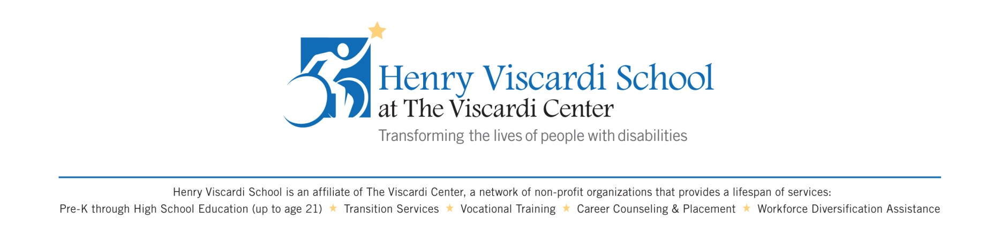 Henry Viscardi School
at The Viscardi Center
Transforming the lives of people with disabilities
Henry Viscardi School is an affiliate of The Viscardi Center, a network of non-profit organizations that provides a lifespan of services:
Pre-K through High School Education (up to age 21) ★ Transition Services ★ Vocational Training ★ Career Counseling & Placement ★ Workforce Diversification Assistance